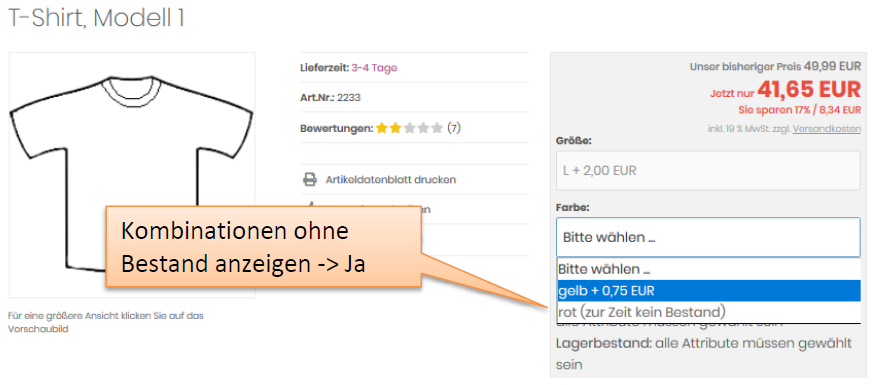 T-Shirt, Modell 1
Lieferzeit: 3-4 Tage
Art.Nr.: 2233
Bewertungen: (7)
Artikeldatenblatt drucken
Kombinationen ohne
Bestand anzeigen -> Ja
Für eine größere Ansicht klicken Sie auf das
Vorschaubild
Unser bisheriger Preis 49,99 EUR
Jetzt nur 41,65 EUR
Sie sparen 17% / 8,34 EUR
inkl. 19 % MwSt. zzgl. Versandkosten
Größe:
L + 2,00 EUR
Farbe:
Bitte wählen ...
Bitte wählen ...
gelb + 0,75 EUR
rot (zur Zeit kein Bestand)
alle Attribute müssen gewählt sein
Lagerbestand: alle Attribute müssen gewählt
sein